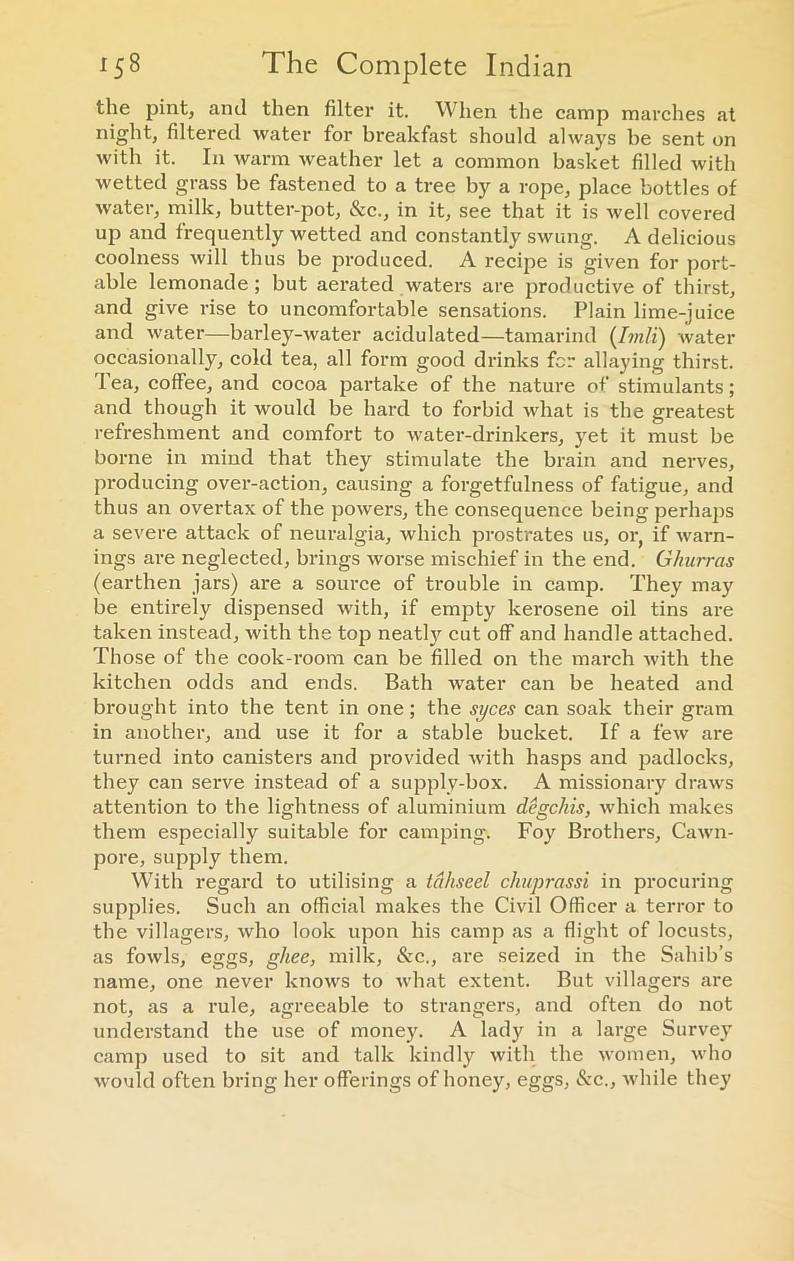 158 The Complete Indian
the pint, and then filter it. When the camp marches at
night, filtered water for breakfast should always be sent on
with it. In warm weather let a common basket filled with
wetted grass be fastened to a tree by a rope, place bottles of
water, milk, butter-pot, &c., in it, see that it is well covered
up and frequently wetted and constantly swung. A delicious
coolness will thus be produced. A recipe is given for port-
able lemonade; but aerated waters are productive of thirst,
and give rise to uncomfortable sensations. Plain lime-juice
and water—barley-water acidulated—tamarind (Imli) water
occasionally, cold tea, all form good drinks for allaying thirst.
Tea, coffee, and cocoa partake of the nature of stimulants;
and though it would be hard to forbid what is the greatest
refreshment and comfort to water-drinkers, yet it must be
borne in mind that they stimulate the brain and nerves,
producing over-action, causing a forgetfulness of fatigue, and
thus an overtax of the powers, the consequence being perhaps
a severe attack of neuralgia, which prostrates us, or, if warn-
ings are neglected, brings worse mischief in the end. Ghurras
(earthen jars) are a source of trouble in camp. They may
be entirely dispensed with, if empty kerosene oil tins are
taken instead, with the top neatly cut off and handle attached.
Those of the cook-room can be filled on the march with the
kitchen odds and ends. Bath water can be heated and
brought into the tent in one; the syces can soak their gram
in another, and use it for a stable bucket. If a few are
turned into canisters and provided with hasps and padlocks,
they can serve instead of a supply-box. A missionary draws
attention to the lightness of aluminium dêgchis, which makes
them especially suitable for camping. Foy Brothers, Cawn-
pore, supply them.
With regard to utilising a tâhseel chuprassi in procuring
supplies. Such an official makes the Civil Officer a terror to
the villagers, who look upon his camp as a flight of locusts,
as fowls, eggs, ghee, milk, &c., are seized in the Sahib's
name, one never knows to what extent. But villagers are
not, as a rule, agreeable to strangers, and often do not
understand the use of money. A lady in a large Survey
camp used to sit and talk kindly with the women, who
would often bring her offerings of honey, eggs, &c., while they